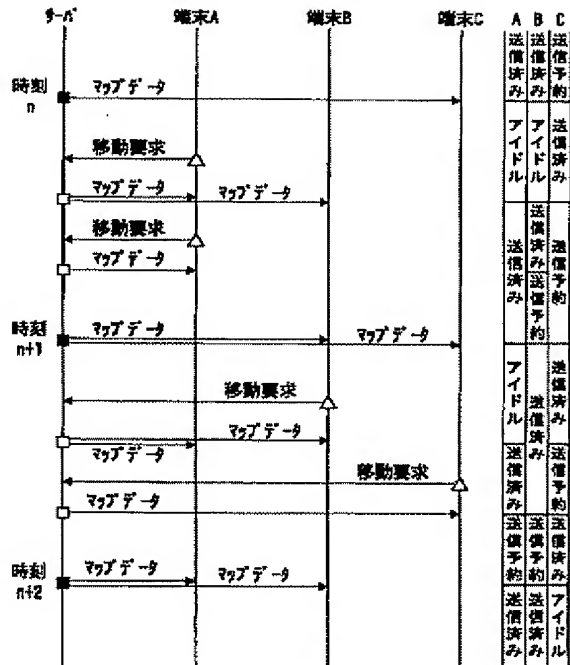 サーバ 端末A 端末B 端末C A B C
時刻
n
マップデータ
移動要求
マップデータ マップデータ
移動要求
マップデータ
時刻
n+1
マップデータ マップデータ
移動要求
マップデータ
マップデータ
移動要求
マップデータ
時刻
n+2
マップデータ マップデータ
送信済み 送信済み 送信予約
アイドル アイドル 送信済み
送信済み 送信済み 送信予約
送信予約
アイドル 送信済み 送信済み
送信済み 送信予約
送信予約 送信予約 送信済み
送信済み 送信済み アイドル